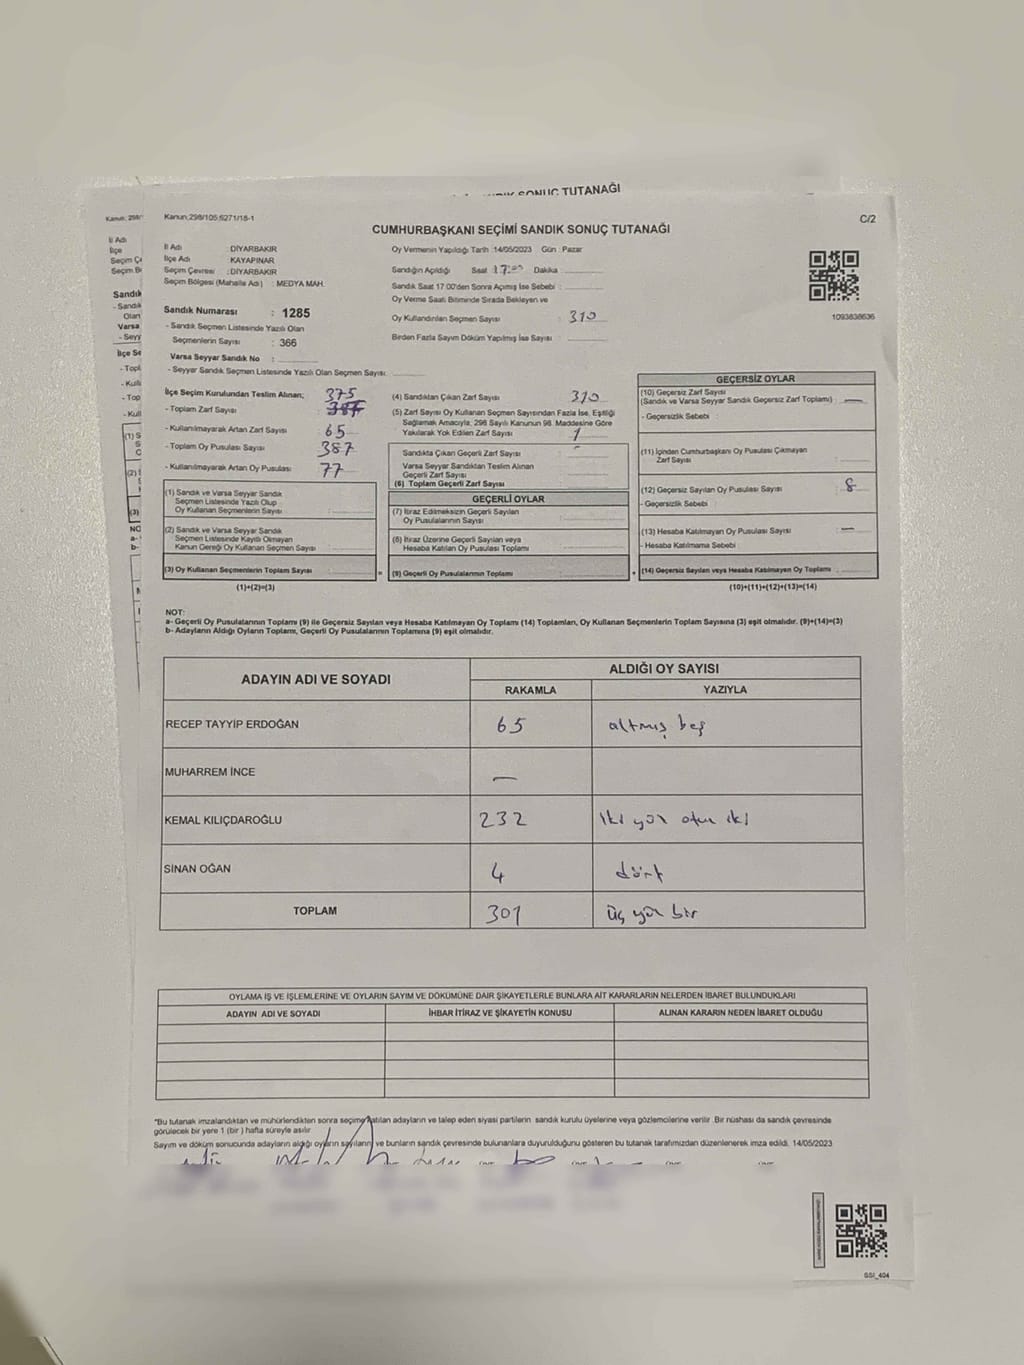 SONUÇ TUTANAĞI
Kanun:298/105,6271/18-1
C/2
CUMHURBAŞKANI SEÇİMİ SANDIK SONUÇ TUTANAĞI
İl Adı : DİYARBAKIR
İlçe Adı : KAYAPINAR
Seçim Çevresi : DİYARBAKIR
Seçim Bölgesi (Mahalle Adı) : MEDYA MAH.
Sandık Numarası : 1285
- Sandık Seçmen Listesinde Yazılı Olan
Seçmenlerin Sayısı : 366
Varsa Seyyar Sandık No :
- Seyyar Sandık Seçmen Listesinde Yazılı Olan Seçmen Sayısı:
Oy Vermenin Yapıldığı Tarih :14/05/2023 Gün : Pazar
Sandığın Açıldığı Saat :17:00 Dakika
Sandık Saat 17:00'den Sonra Açılmış İse Sebebi :
Oy Verme Saati Bitiminde Sırada Bekleyen ve
Oy Kullandırılan Seçmen Sayısı : 310
Birden Fazla Sayım Döküm Yapılmış İse Sayısı :
1093838636
İlçe Seçim Kurulundan Teslim Alınan; 375
- Toplam Zarf Sayısı : 387
- Kullanılmayarak Artan Zarf Sayısı : 65
- Toplam Oy Pusulası Sayısı : 387
- Kullanılmayarak Artan Oy Pusulası : 77
(1) Sandık ve Varsa Seyyar Sandık
Seçmen Listesinde Yazılı Olup
Oy Kullanan Seçmenlerin Sayısı :
(2) Sandık ve Varsa Seyyar Sandık
Seçmen Listesinde Kayıtlı Olmayan
Kanun Gereği Oy Kullanan Seçmen Sayısı :
(3) Oy Kullanan Seçmenlerin Toplam Sayısı :
(1)+(2)=(3)
(4) Sandıktan Çıkan Zarf Sayısı : 310
(5) Zarf Sayısı Oy Kullanan Seçmen Sayısından Fazla İse, Eşitliği
Sağlamak Amacıyla; 298 Sayılı Kanunun 98. Maddesine Göre
Yakılarak Yok Edilen Zarf Sayısı : 1
Sandıkta Çıkan Geçerli Zarf Sayısı :
Varsa Seyyar Sandıktan Teslim Alınan
Geçerli Zarf Sayısı :
(6) Toplam Geçerli Zarf Sayısı :
GEÇERLİ OYLAR
(7) İtiraz Edilmeksizin Geçerli Sayılan
Oy Pusulalarının Sayısı :
(8) İtiraz Üzerine Geçerli Sayılan veya
Hesaba Katılan Oy Pusulası Toplamı :
(9) Geçerli Oy Pusulalarının Toplamı :
GEÇERSİZ OYLAR
(10) Geçersiz Zarf Sayısı
(Sandık ve Varsa Seyyar Sandık Geçersiz Zarf Toplamı) : —
- Geçersizlik Sebebi :
(11) İçinden Cumhurbaşkanı Oy Pusulası Çıkmayan
Zarf Sayısı :
(12) Geçersiz Sayılan Oy Pusulası Sayısı : 8
- Geçersizlik Sebebi :
(13) Hesaba Katılmayan Oy Pusulası Sayısı : —
- Hesaba Katılmama Sebebi :
(14) Geçersiz Sayılan veya Hesaba Katılmayan Oy Toplamı :
(10)+(11)+(12)+(13)=(14)
NOT:
a- Geçerli Oy Pusulalarının Toplamı (9) ile Geçersiz Sayılan veya Hesaba Katılmayan Oy Toplamı (14) Toplamları, Oy Kullanan Seçmenlerin Toplam Sayısına (3) eşit olmalıdır. (9)+(14)=(3)
b- Adayların Aldığı Oyların Toplamı, Geçerli Oy Pusulalarının Toplamına (9) eşit olmalıdır.
ADAYIN ADI VE SOYADI ALDIĞI OY SAYISI
RAKAMLA YAZIYLA
RECEP TAYYİP ERDOĞAN 65 altmış beş
MUHARREM İNCE —
KEMAL KILIÇDAROĞLU 232 iki yüz otuz iki
SİNAN OĞAN 4 dört
TOPLAM 301 üç yüz bir
OYLAMA İŞ VE İŞLEMLERİNE VE OYLARIN SAYIM VE DÖKÜMÜNE DAİR ŞİKAYETLERLE BUNLARA AİT KARARLARIN NELERDEN İBARET BULUNDUKLARI
ADAYIN ADI VE SOYADI İHBAR İTİRAZ VE ŞİKAYETİN KONUSU ALINAN KARARIN NEDEN İBARET OLDUĞU
*Bu tutanak imzalandıktan ve mühürlendikten sonra seçime katılan adayların ve talep eden siyasi partilerin sandık kurulu üyelerine veya gözlemcilerine verilir .Bir nüshası da sandık çevresinde
görülecek bir yere 1 (bir ) hafta süreyle asılır
Sayım ve döküm sonucunda adayların aldığı oyların sayılarını ve bunların sandık çevresinde bulunanlara duyurulduğunu gösteren bu tutanak tarafımızdan düzenlenerek imza edildi. 14/05/2023
GSI_404